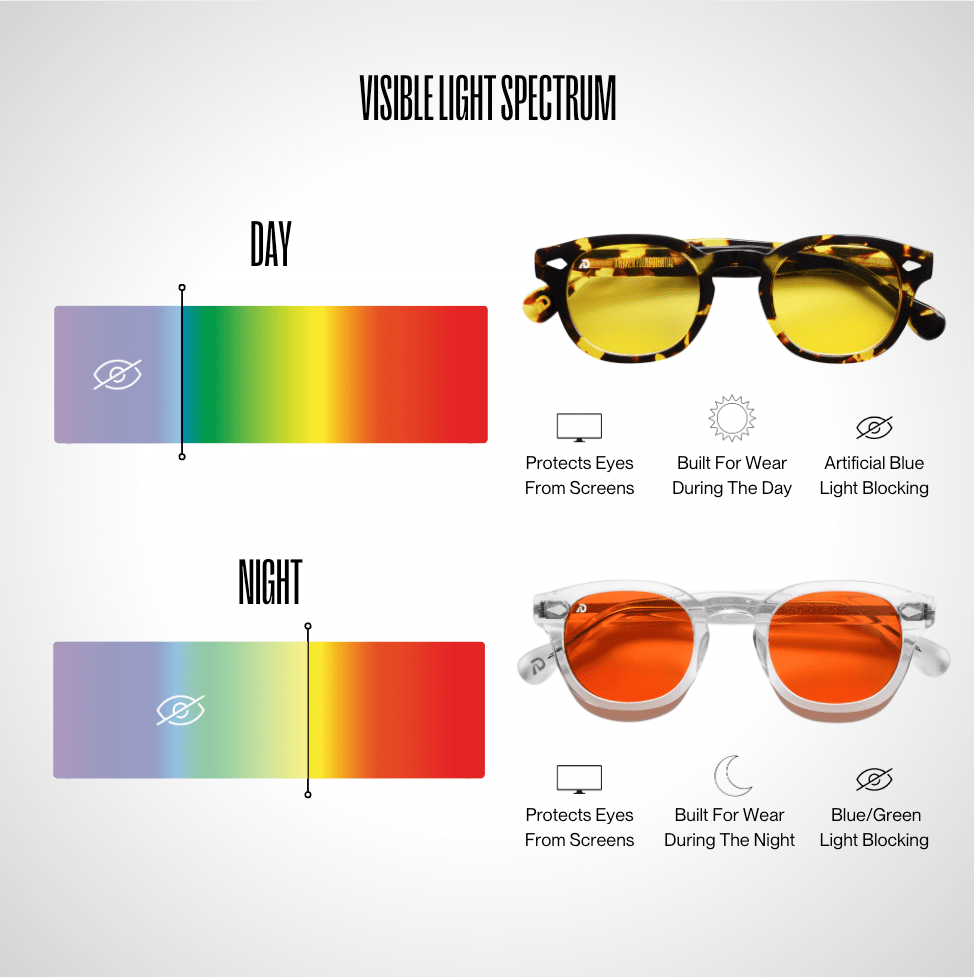 VISIBLE LIGHT SPECTRUM
DAY
Protects Eyes
From Screens
Built For Wear
During The Day
Artificial Blue
Light Blocking
NIGHT
Protects Eyes
From Screens
Built For Wear
During The Night
Blue/Green
Light Blocking